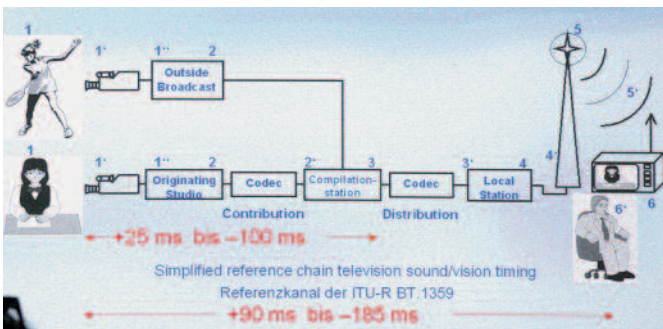 1 1' 1'' 2 5
Outside
Broadcast
5'
1 1' 1'' 2 2' 3 3' 4 4' 6
Originating
Studio
Codec
Compilation-
station
Codec
Local
Station
Contribution
Distribution
6'
+25 ms bis –100 ms
Simplified reference chain television sound/vision timing
Referenzkanal der ITU-R BT.1359
+90 ms bis –185 ms